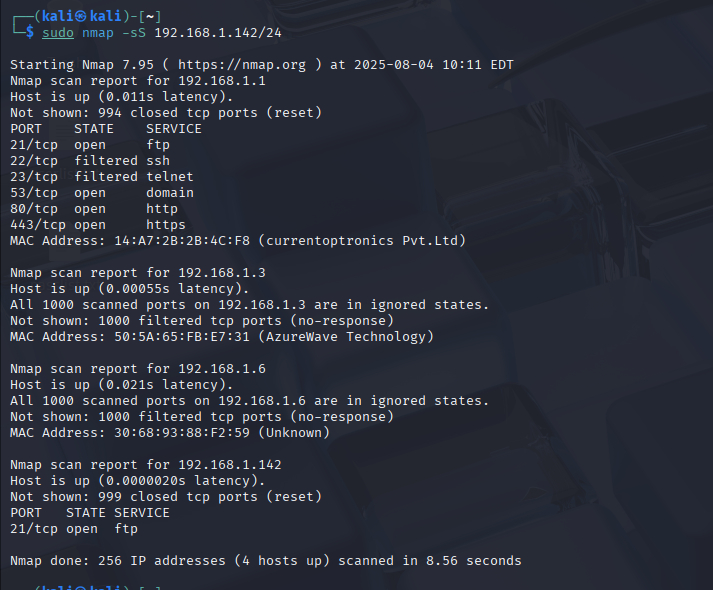 ┌──(kali㉿kali)-[~]
└─$ sudo nmap -sS 192.168.1.142/24
Starting Nmap 7.95 ( https://nmap.org ) at 2025-08-04 10:11 EDT
Nmap scan report for 192.168.1.1
Host is up (0.011s latency).
Not shown: 994 closed tcp ports (reset)
PORT    STATE    SERVICE
21/tcp  open     ftp
22/tcp  filtered ssh
23/tcp  filtered telnet
53/tcp  open     domain
80/tcp  open     http
443/tcp open     https
MAC Address: 14:A7:2B:2B:4C:F8 (currentoptronics Pvt.Ltd)
Nmap scan report for 192.168.1.3
Host is up (0.00055s latency).
All 1000 scanned ports on 192.168.1.3 are in ignored states.
Not shown: 1000 filtered tcp ports (no-response)
MAC Address: 50:5A:65:FB:E7:31 (AzureWave Technology)
Nmap scan report for 192.168.1.6
Host is up (0.021s latency).
All 1000 scanned ports on 192.168.1.6 are in ignored states.
Not shown: 1000 filtered tcp ports (no-response)
MAC Address: 30:68:93:88:F2:59 (Unknown)
Nmap scan report for 192.168.1.142
Host is up (0.0000020s latency).
Not shown: 999 closed tcp ports (reset)
PORT   STATE SERVICE
21/tcp open  ftp
Nmap done: 256 IP addresses (4 hosts up) scanned in 8.56 seconds